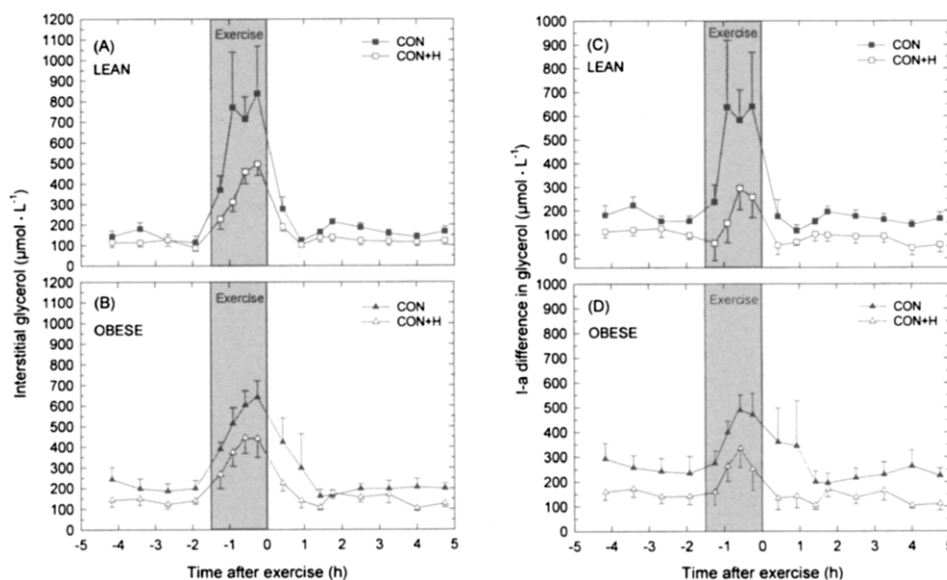 Interstitial glycerol (µmol · L⁻¹)
1200
1100
1000
900
800
700
600
500
400
300
200
100
0
(A)
LEAN
Exercise
CON
CON+H
1200
1100
1000
900
800
700
600
500
400
300
200
100
0
(B)
OBESE
Exercise
CON
CON+H
-5 -4 -3 -2 -1 0 1 2 3 4 5
Time after exercise (h)
I-a difference in glycerol (µmol · L⁻¹)
1000
900
800
700
600
500
400
300
200
100
0
(C)
LEAN
Exercise
CON
CON+H
1000
900
800
700
600
500
400
300
200
100
0
(D)
OBESE
Exercise
CON
CON+H
-5 -4 -3 -2 -1 0 1 2 3 4 5
Time after exercise (h)